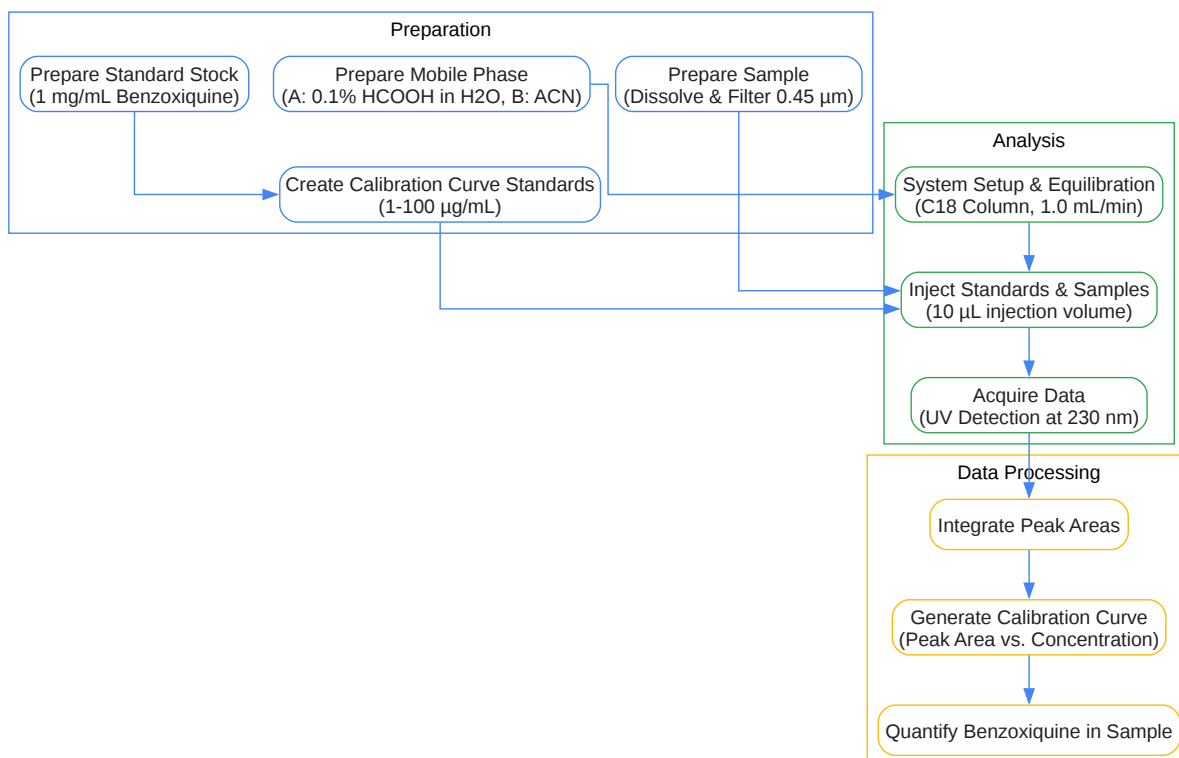 Preparation
Prepare Standard Stock
(1 mg/mL Benzoxiquine)
Prepare Mobile Phase
(A: 0.1% HCOOH in H2O, B: ACN)
Prepare Sample
(Dissolve & Filter 0.45 µm)
Create Calibration Curve Standards
(1-100 µg/mL)
Analysis
System Setup & Equilibration
(C18 Column, 1.0 mL/min)
Inject Standards & Samples
(10 µL injection volume)
Acquire Data
(UV Detection at 230 nm)
Data Processing
Integrate Peak Areas
Generate Calibration Curve
(Peak Area vs. Concentration)
Quantify Benzoxiquine in Sample